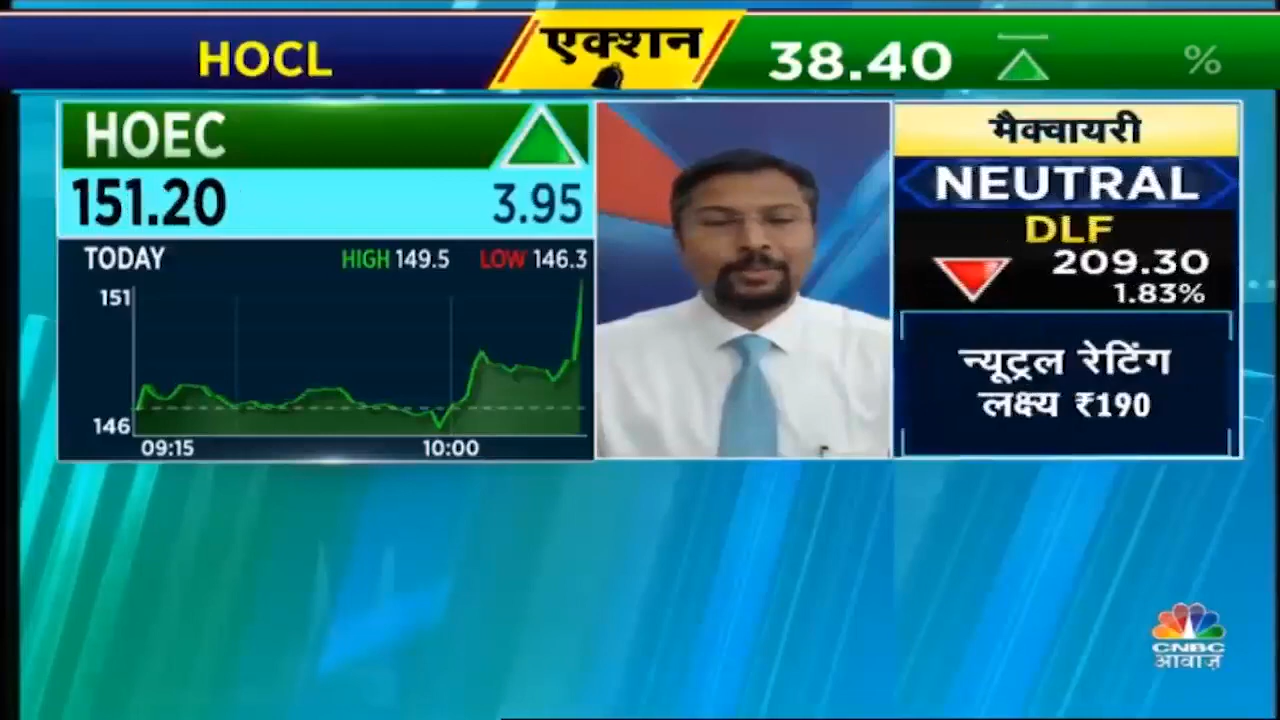 HOCL
एक्शन
38.40
%
HOEC
151.20 3.95
TODAY HIGH 149.5 LOW 146.3
151
146
09:15 10:00
मैक्वायरी
NEUTRAL
DLF
209.30
1.83%
न्यूट्रल रेटिंग
लक्ष्य ₹190
CNBC
आवाज़